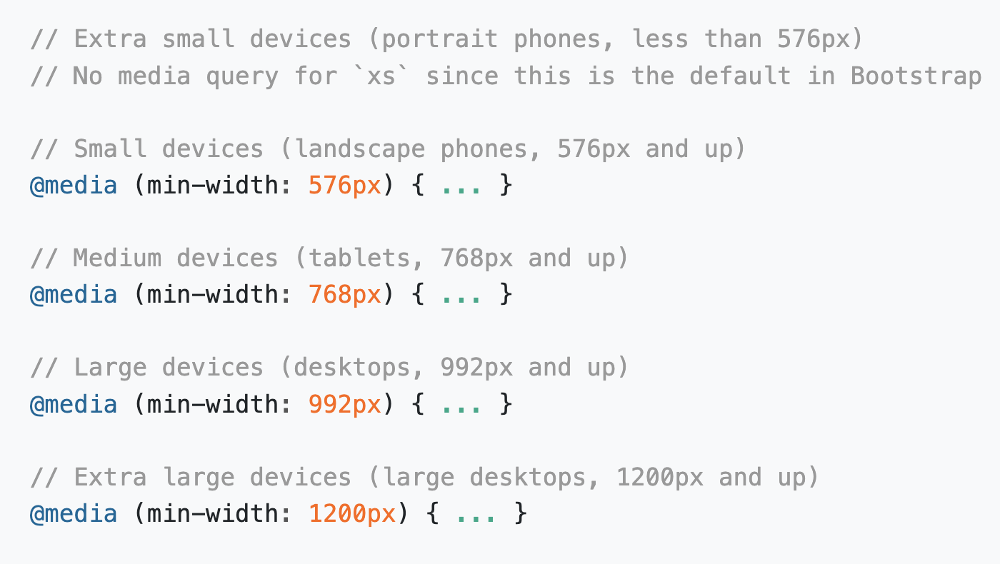 // Extra small devices (portrait phones, less than 576px)
// No media query for `xs` since this is the default in Bootstrap
// Small devices (landscape phones, 576px and up)
@media (min-width: 576px) { ... }
// Medium devices (tablets, 768px and up)
@media (min-width: 768px) { ... }
// Large devices (desktops, 992px and up)
@media (min-width: 992px) { ... }
// Extra large devices (large desktops, 1200px and up)
@media (min-width: 1200px) { ... }